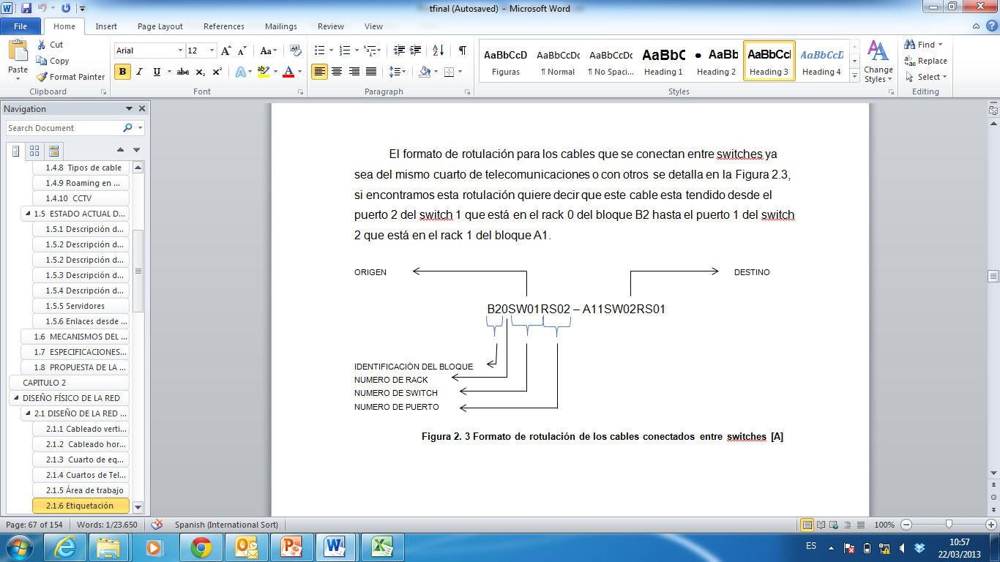 tfinal (Autosaved) - Microsoft Word
File Home Insert Page Layout References Mailings Review View
Paste
Cut
Copy
Format Painter
Clipboard
Arial 12
Font
Paragraph
AaBbCcD AaBbCcDc AaBbCcDc AaBbC AaBb AaBbCcI AaBbCcD
Figuras ¶ Normal ¶ No Spaci... Heading 1 Heading 2 Heading 3 Heading 4
Change Styles
Styles
Find
Replace
Select
Editing
Navigation
Search Document
1.4.8 Tipos de cable
1.4.9 Roaming en ...
1.4.10 CCTV
1.5 ESTADO ACTUAL D...
1.5.1 Descripción d...
1.5.2 Descripción d...
1.5.2 Descripción d...
1.5.3 Descripción d...
1.5.4 Descripción d...
1.5.5 Servidores
1.5.6 Enlaces desde ...
1.6 MECANISMOS DEL ...
1.7 ESPECIFICACIONES...
1.8 PROPUESTA DE LA ...
CAPITULO 2
DISEÑO FÍSICO DE LA RED
2.1 DISEÑO DE LA RED ...
2.1.1 Cableado verti...
2.1.2 Cableado hor...
2.1.3 Cuarto de eq...
2.1.4 Cuartos de Tel...
2.1.5 Área de trabajo
2.1.6 Etiquetación
El formato de rotulación para los cables que se conectan entre switches ya
sea del mismo cuarto de telecomunicaciones o con otros se detalla en la Figura 2.3,
si encontramos esta rotulación quiere decir que este cable esta tendido desde el
puerto 2 del switch 1 que está en el rack 0 del bloque B2 hasta el puerto 1 del switch
2 que está en el rack 1 del bloque A1.
ORIGEN DESTINO
B20SW01RS02 – A11SW02RS01
IDENTIFICACIÓN DEL BLOQUE
NUMERO DE RACK
NUMERO DE SWITCH
NUMERO DE PUERTO
Figura 2. 3 Formato de rotulación de los cables conectados entre switches [A]
Page: 67 of 154 Words: 1/23.650 Spanish (International Sort) 100%
ES 10:57
22/03/2013